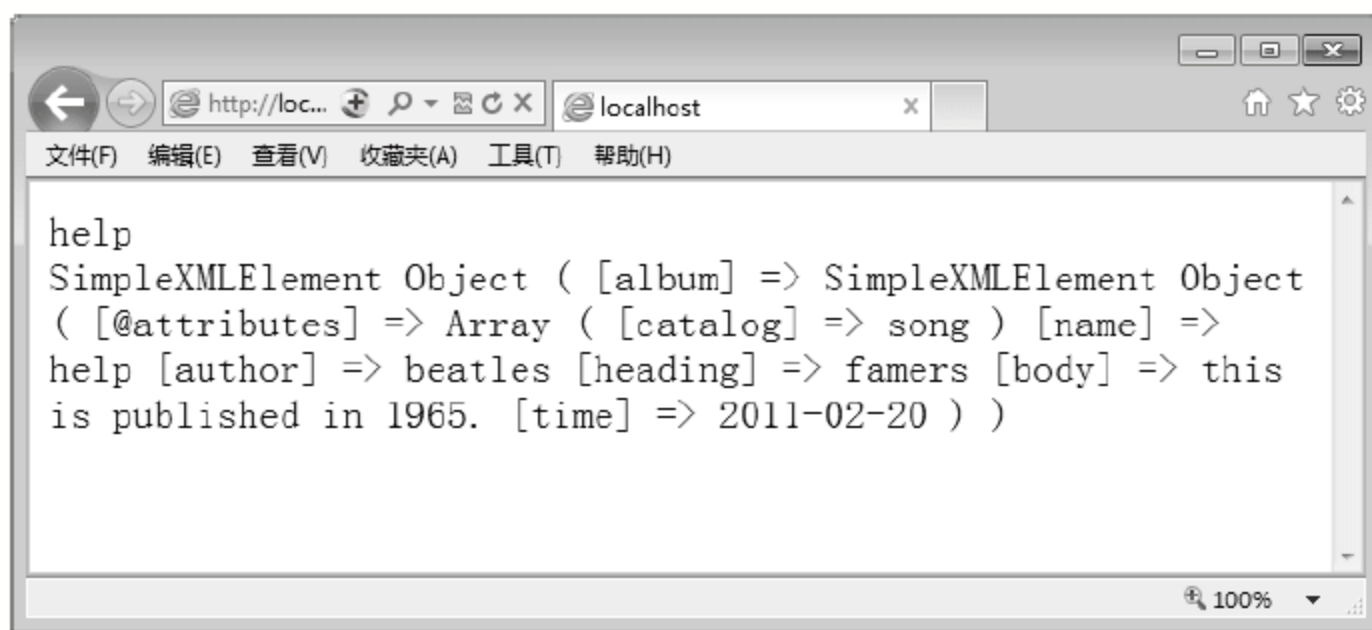 http://loc...
localhost
文件(F) 编辑(E) 查看(V) 收藏夹(A) 工具(T) 帮助(H)
help
SimpleXMLElement Object ( [album] => SimpleXMLElement Object
( [@attributes] => Array ( [catalog] => song ) [name] =>
help [author] => beatles [heading] => famers [body] => this
is published in 1965. [time] => 2011-02-20 ) )
100%